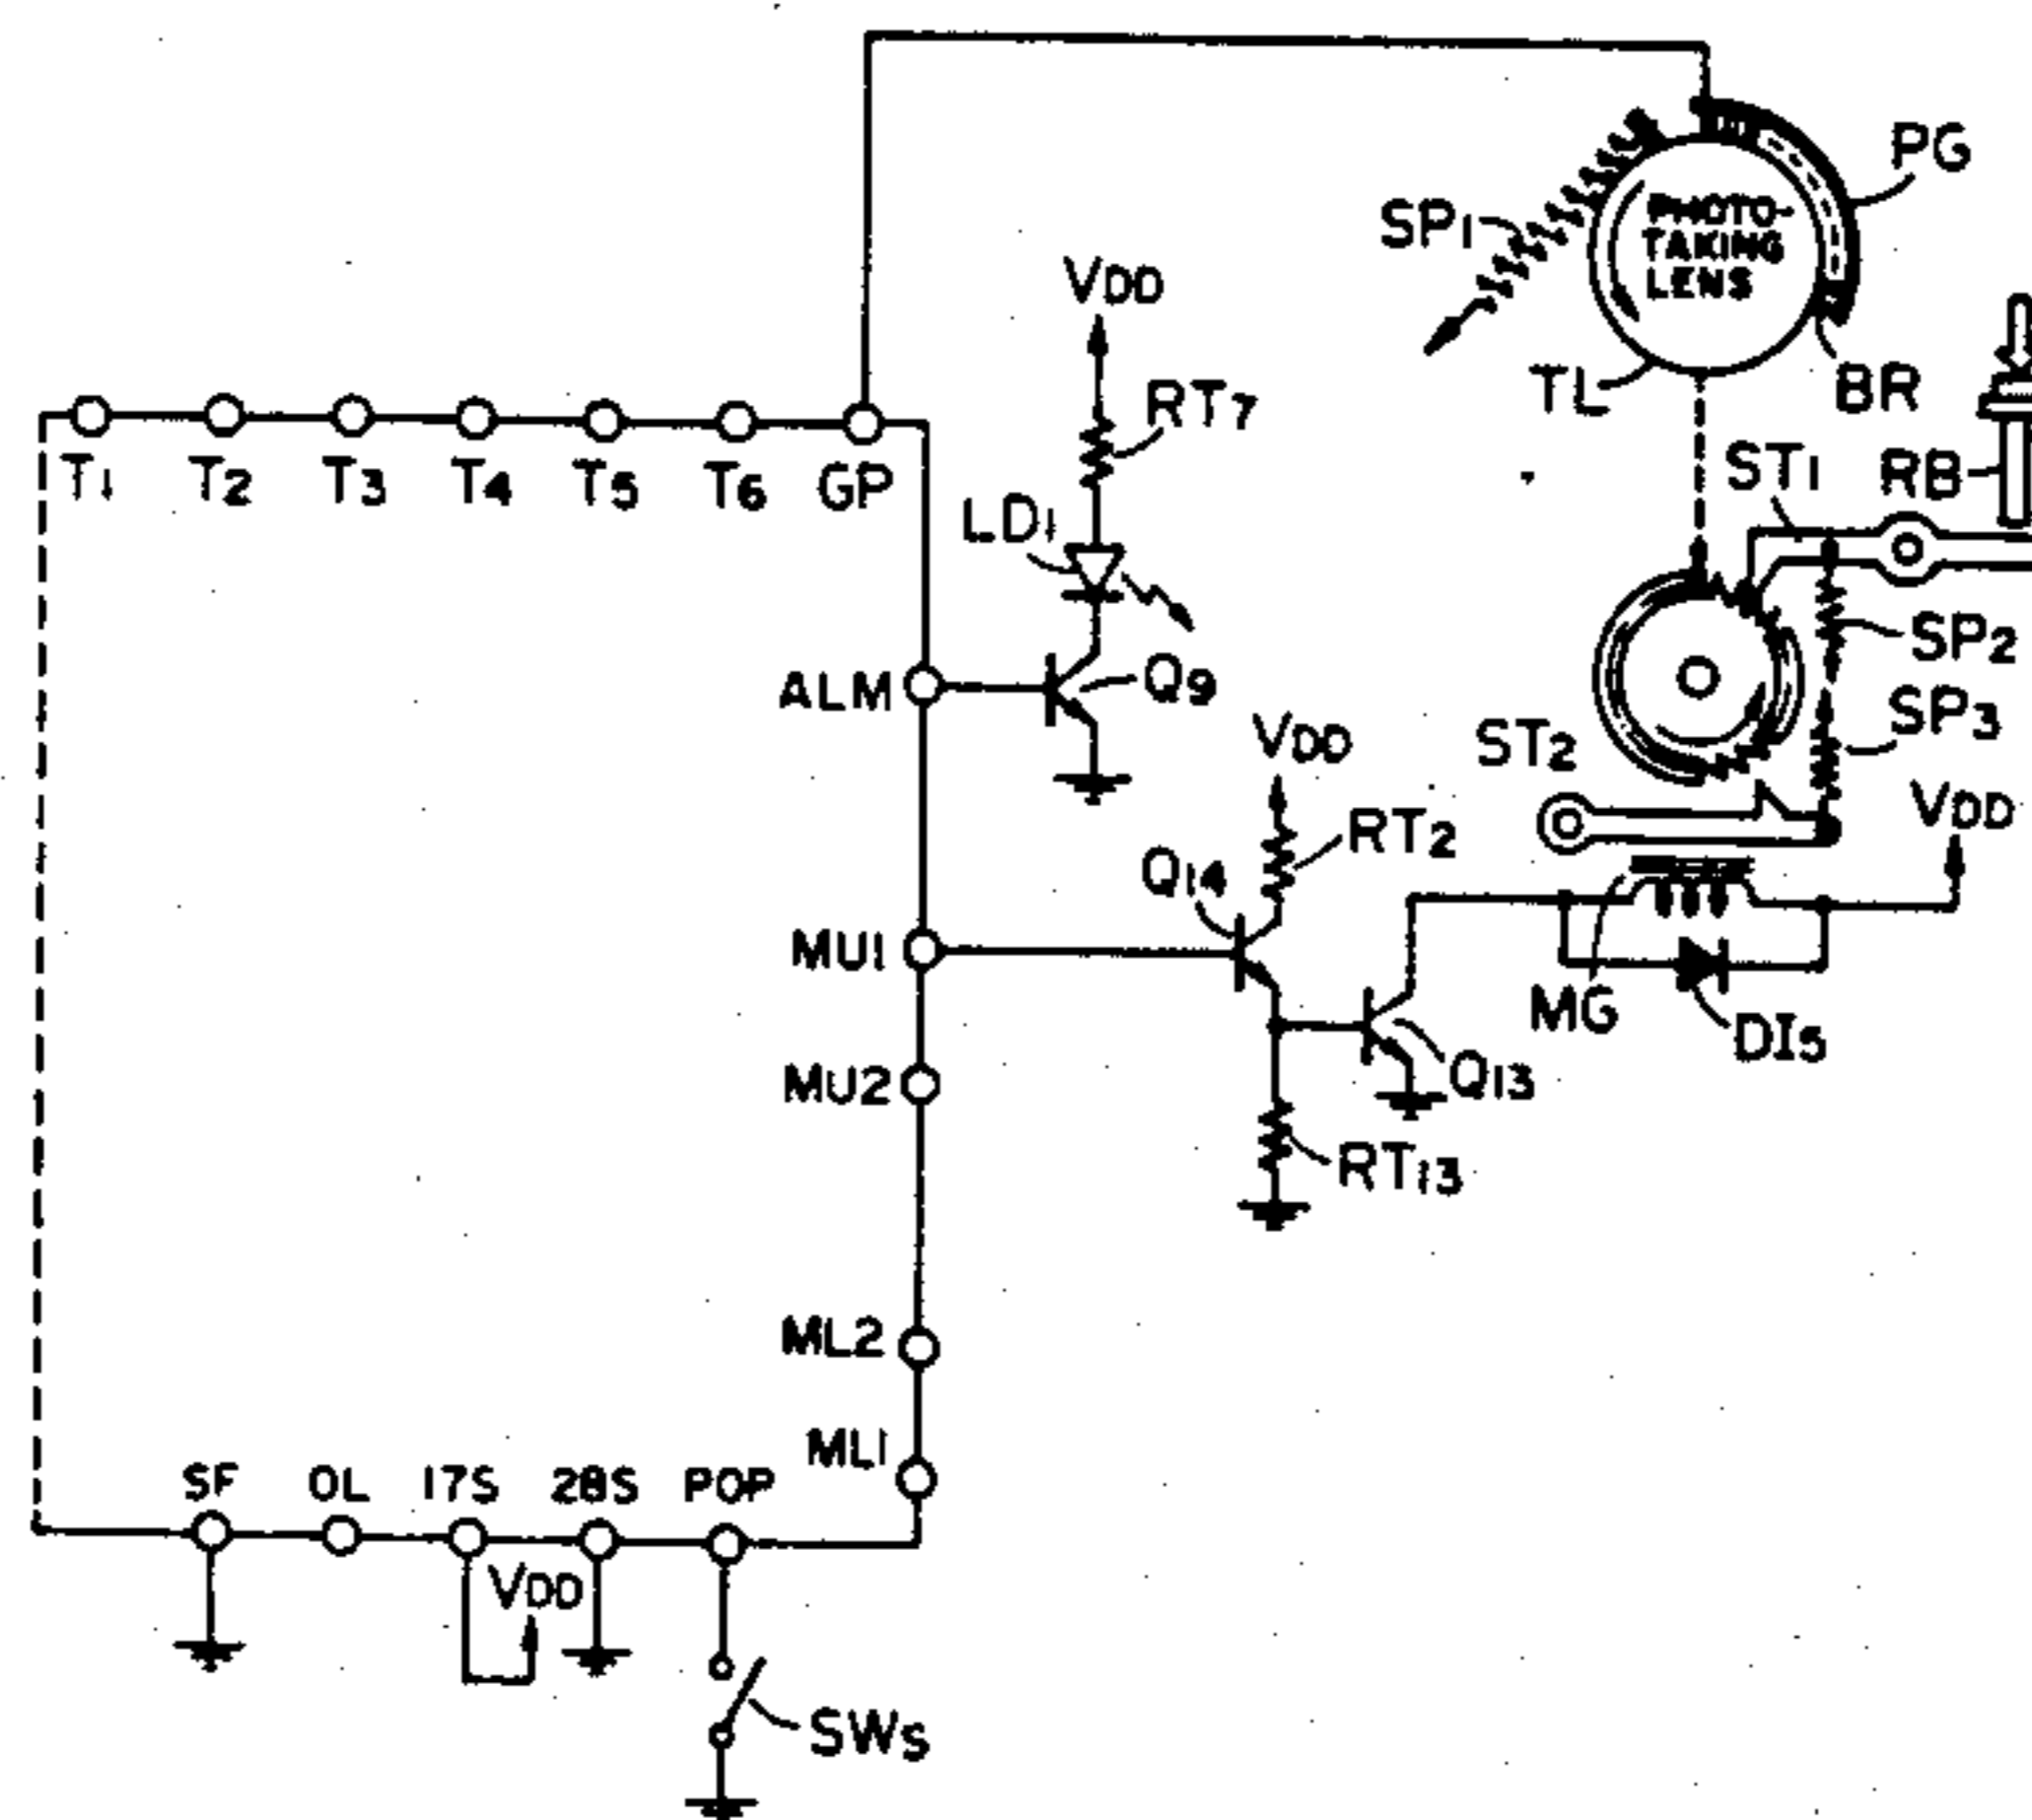 PG
SP1
PHOTO-
TAKING
LENS
VDD
TL
BR
RT7
ST1
RB
T1 T2 T3 T4 T5 T6 GP
LD1
SP2
ALM
Q9
SP3
VDD
ST2
VDD
RT2
Q14
MU1
MG
DI5
MU2
Q13
RT13
ML2
ML1
SF OL 17S 28S POP
VDD
SWS